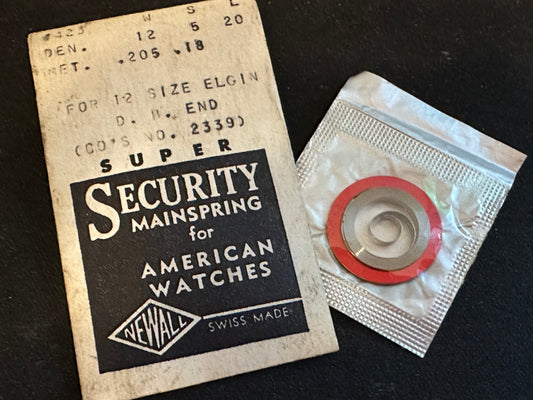 W S L
DEN. 12 5 20
MET. .205 .18
FOR 12 SIZE ELGIN
END
(CO'S NO. 2339)
SUPER
SECURITY
MAINSPRING
for
AMERICAN
WATCHES
NEWALL
SWISS MADE